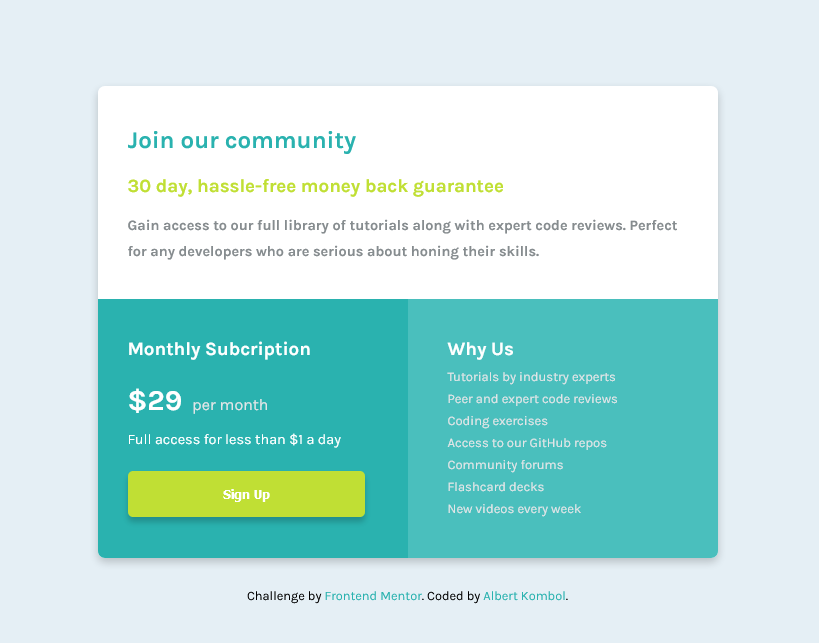 Join our community
30 day, hassle-free money back guarantee
Gain access to our full library of tutorials along with expert code reviews. Perfect
for any developers who are serious about honing their skills.
Monthly Subcription
$29 per month
Full access for less than $1 a day
Sign Up
Why Us
Tutorials by industry experts
Peer and expert code reviews
Coding exercises
Access to our GitHub repos
Community forums
Flashcard decks
New videos every week
Challenge by Frontend Mentor. Coded by Albert Kombol.